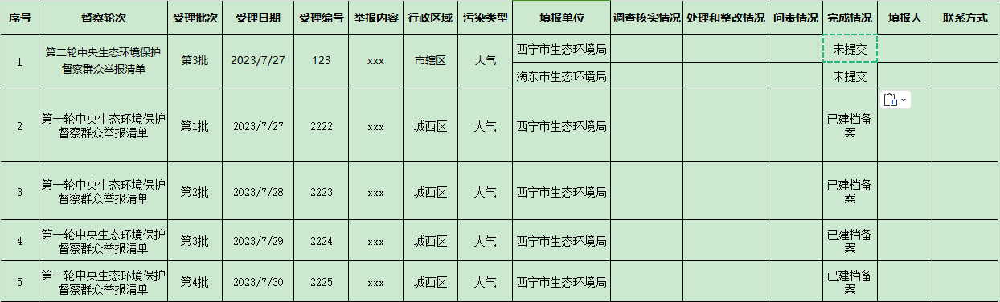 序号 督察轮次 受理批次 受理日期 受理编号 举报内容 行政区域 污染类型 填报单位 调查核实情况 处理和整改情况 问责情况 完成情况 填报人 联系方式
1 第二轮中央生态环境保护督察群众举报清单 第3批 2023/7/27 123 xxx 市辖区 大气 西宁市生态环境局 未提交
海东市生态环境局 未提交
2 第一轮中央生态环境保护督察群众举报清单 第1批 2023/7/27 2222 xxx 城西区 大气 西宁市生态环境局 已建档备案
3 第一轮中央生态环境保护督察群众举报清单 第2批 2023/7/28 2223 xxx 城西区 大气 西宁市生态环境局 已建档备案
4 第一轮中央生态环境保护督察群众举报清单 第3批 2023/7/29 2224 xxx 城西区 大气 西宁市生态环境局 已建档备案
5 第一轮中央生态环境保护督察群众举报清单 第4批 2023/7/30 2225 xxx 城西区 大气 西宁市生态环境局 已建档备案